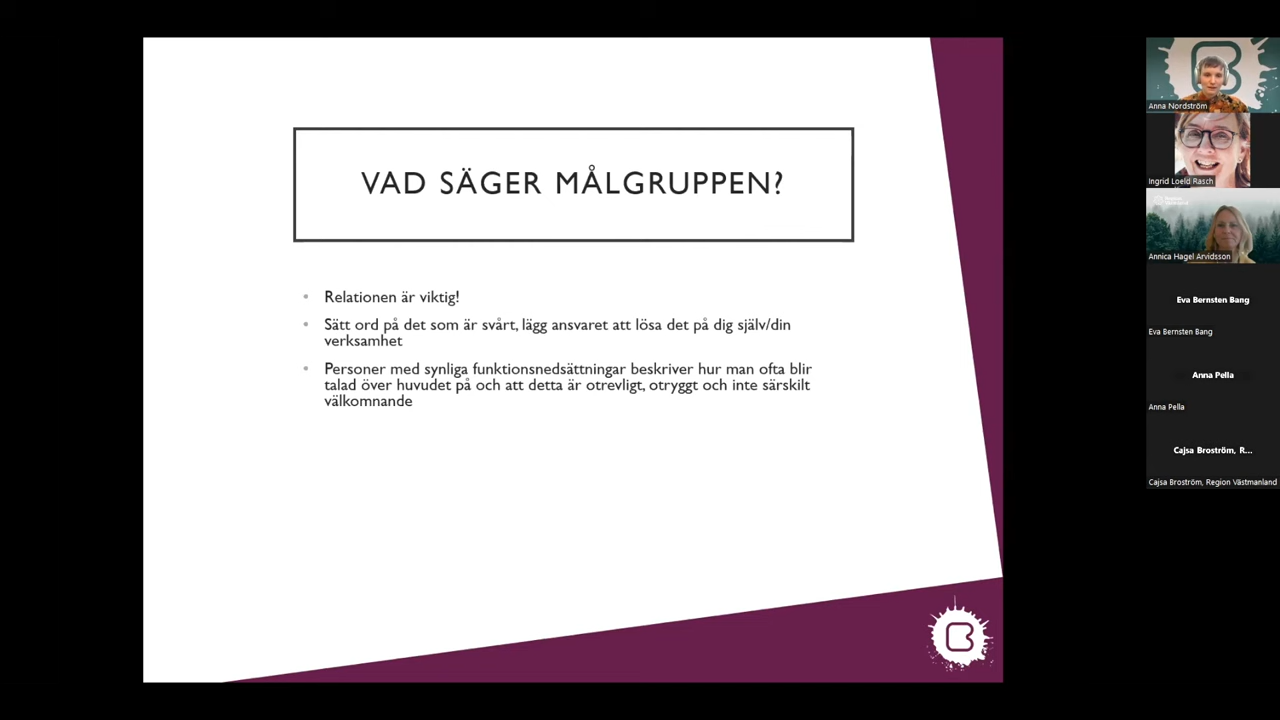 VAD SÄGER MÅLGRUPPEN?
• Relationen är viktig!
• Sätt ord på det som är svårt, lägg ansvaret att lösa det på dig själv/din
verksamhet
• Personer med synliga funktionsnedsättningar beskriver hur man ofta blir
talad över huvudet på och att detta är otrevligt, otryggt och inte särskilt
välkomnande
Anna Nordström
Ingrid Loeld Rasch
Annica Hagel Arvidsson
Eva Bernsten Bang
Eva Bernsten Bang
Anna Pella
Anna Pella
Cajsa Broström, R...
Cajsa Broström, Region Västmanland